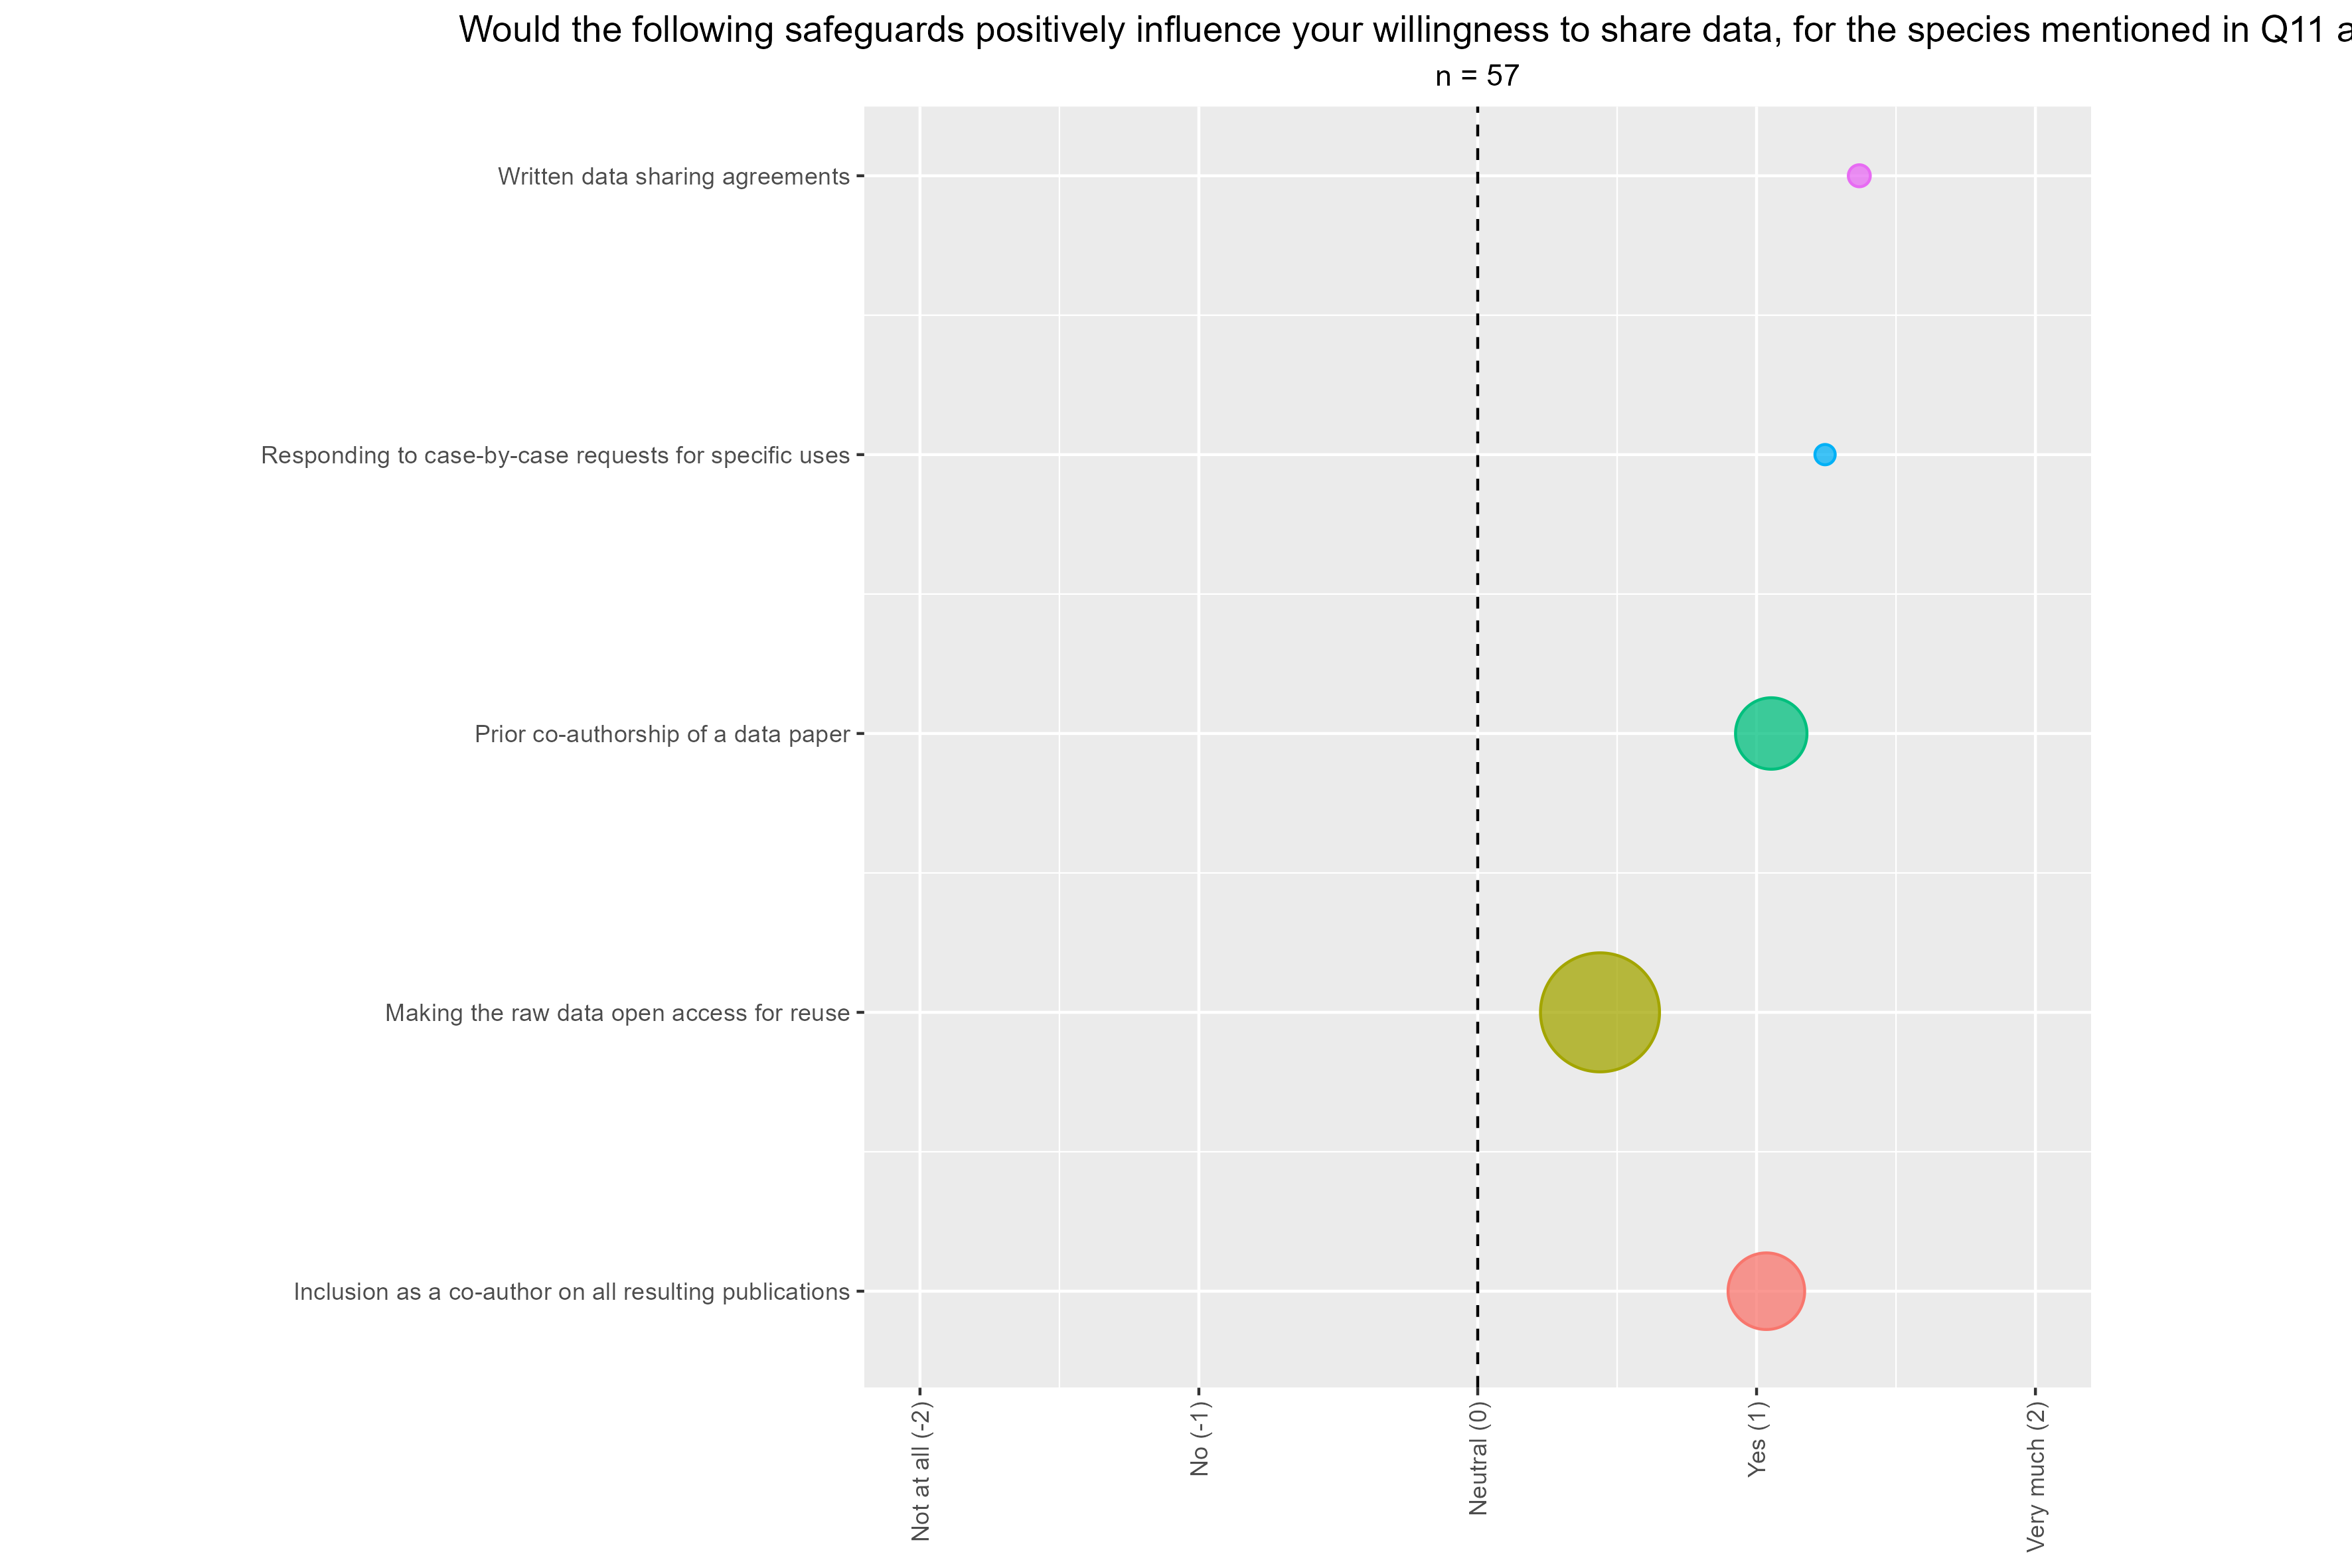 Would the following safeguards positively influence your willingness to share data, for the species mentioned in Q11 a
n = 57
Written data sharing agreements
Responding to case-by-case requests for specific uses
Prior co-authorship of a data paper
Making the raw data open access for reuse
Inclusion as a co-author on all resulting publications
Not at all (-2)
No (-1)
Neutral (0)
Yes (1)
Very much (2)